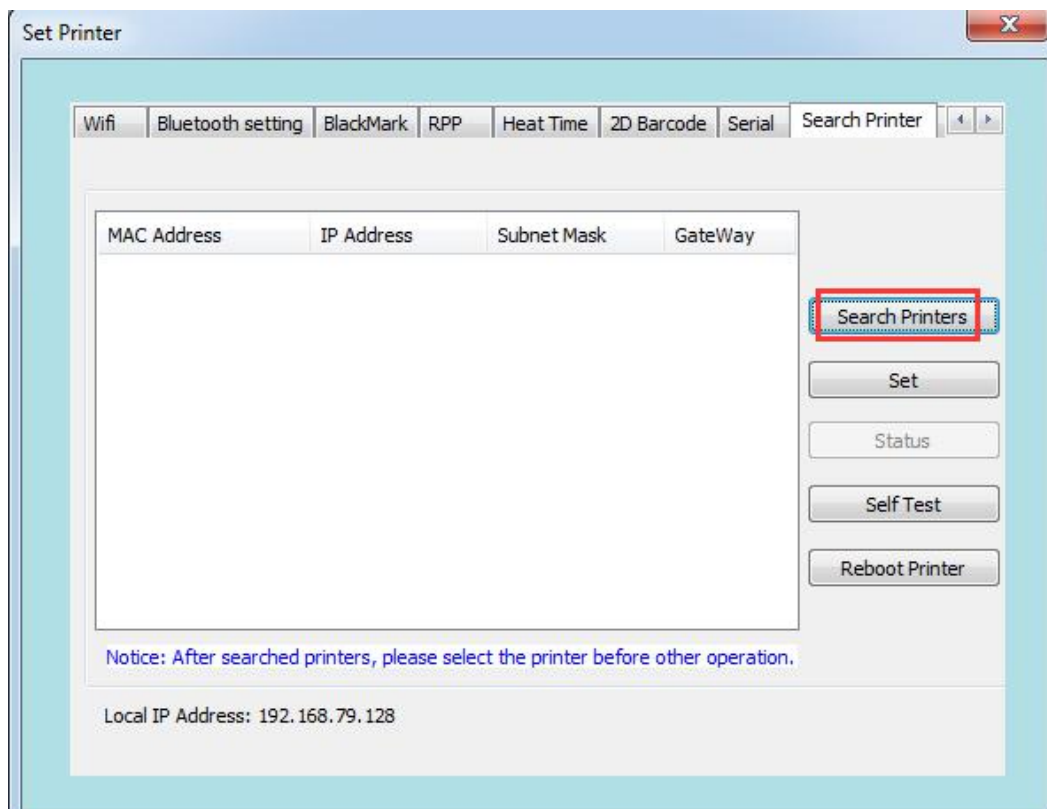 Set Printer
Wifi Bluetooth setting BlackMark RPP Heat Time 2D Barcode Serial Search Printer
MAC Address IP Address Subnet Mask GateWay
Search Printers
Set
Status
Self Test
Reboot Printer
Notice: After searched printers, please select the printer before other operation.
Local IP Address: 192.168.79.128